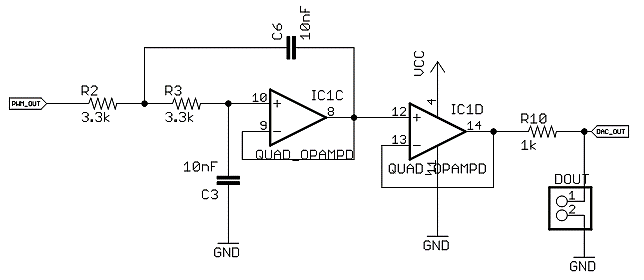 C6
10nF
PWM_OUT
R2
3.3k
R3
3.3k
10
9
+
-
IC1C
8
QUAD_OPAMPD
10nF
C3
GND
VCC
4
12
13
+
-
IC1D
14
QUAD_OPAMPD
11
GND
R10
1k
DAC_OUT
DOUT
1
2
GND